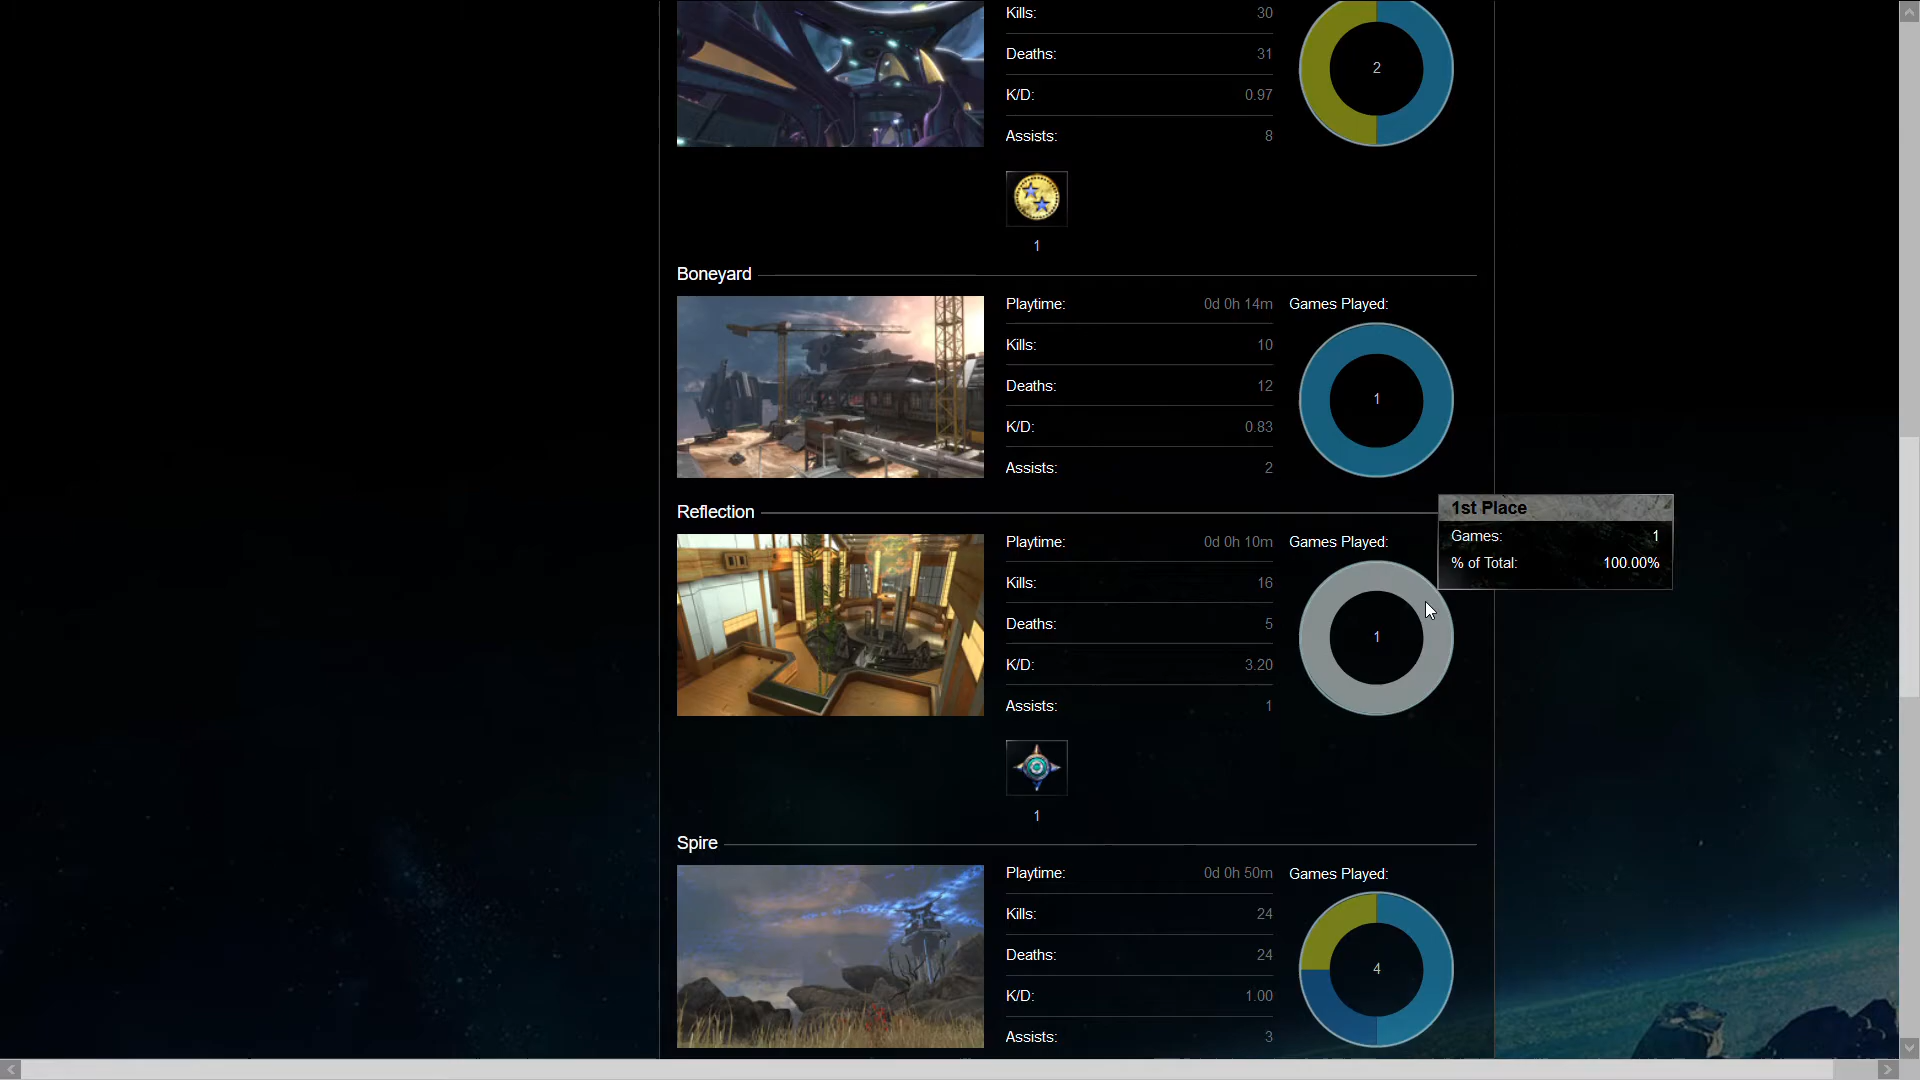 Kills: 30
Deaths: 31
K/D: 0.97
Assists: 8
2
1
Boneyard
Playtime: 0d 0h 14m
Kills: 10
Deaths: 12
K/D: 0.83
Assists: 2
Games Played:
1
Reflection
Playtime: 0d 0h 10m
Kills: 16
Deaths: 5
K/D: 3.20
Assists: 1
Games Played:
1
1st Place
Games: 1
% of Total: 100.00%
1
Spire
Playtime: 0d 0h 50m
Kills: 24
Deaths: 24
K/D: 1.00
Assists: 3
Games Played:
4